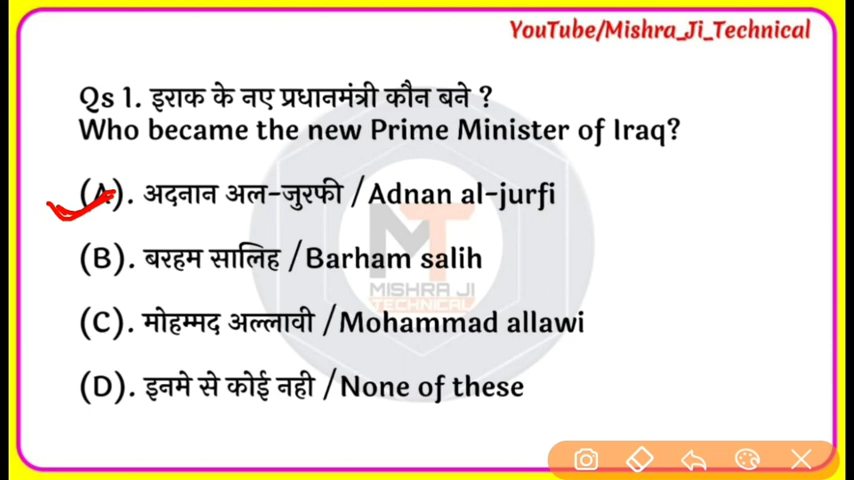 YouTube/Mishra_Ji_Technical
Qs 1. इराक के नए प्रधानमंत्री कौन बने ?
Who became the new Prime Minister of Iraq?
(A). अदनान अल-जुरफी /Adnan al-jurfi
(B). बरहम सालिह /Barham salih
(C). मोहम्मद अल्लावी /Mohammad allawi
(D). इनमे से कोई नही /None of these
MT
MISHRA JI
TECHNICAL